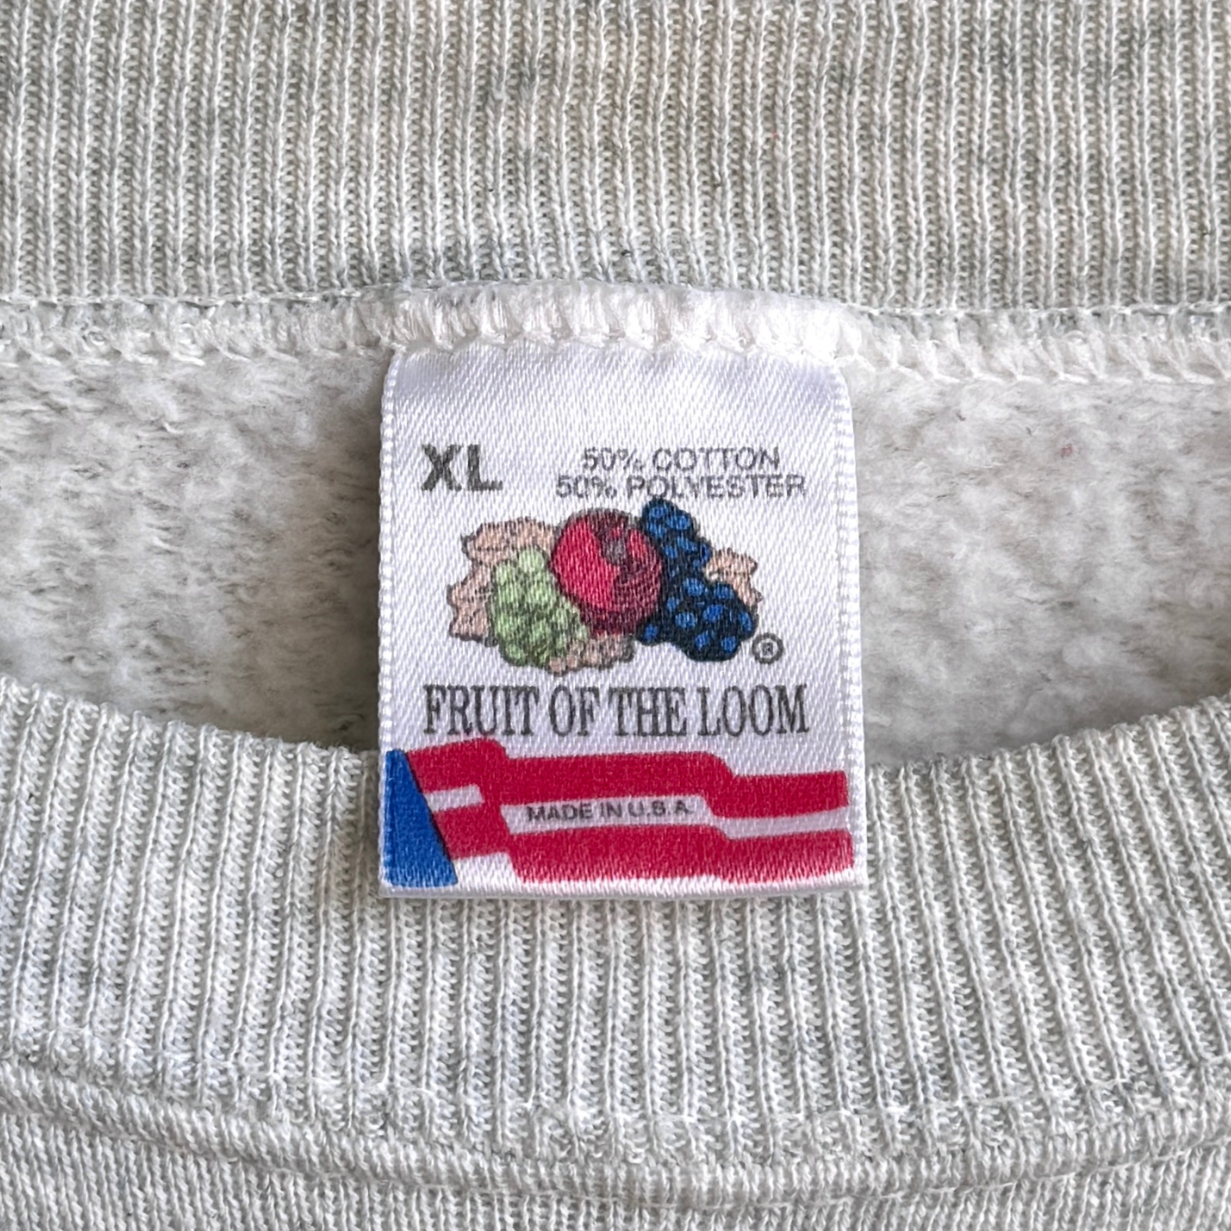 XL
50% COTTON
50% POLYESTER
®
FRUIT OF THE LOOM
MADE IN U.S.A.